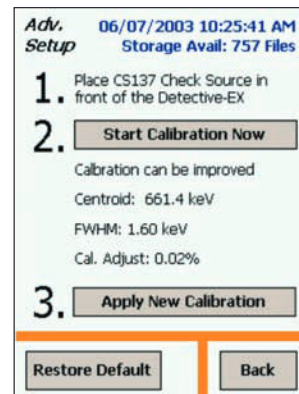 Adv. 06/07/2003 10:25:41 AM
Setup Storage Avail: 757 Files
1. Place CS137 Check Source in
front of the Detective-EX
2. Start Calibration Now
Calbration can be improved
Centroid: 661.4 keV
FWHM: 1.60 keV
Cal. Adjust: 0.02%
3. Apply New Calibration
Restore Default Back